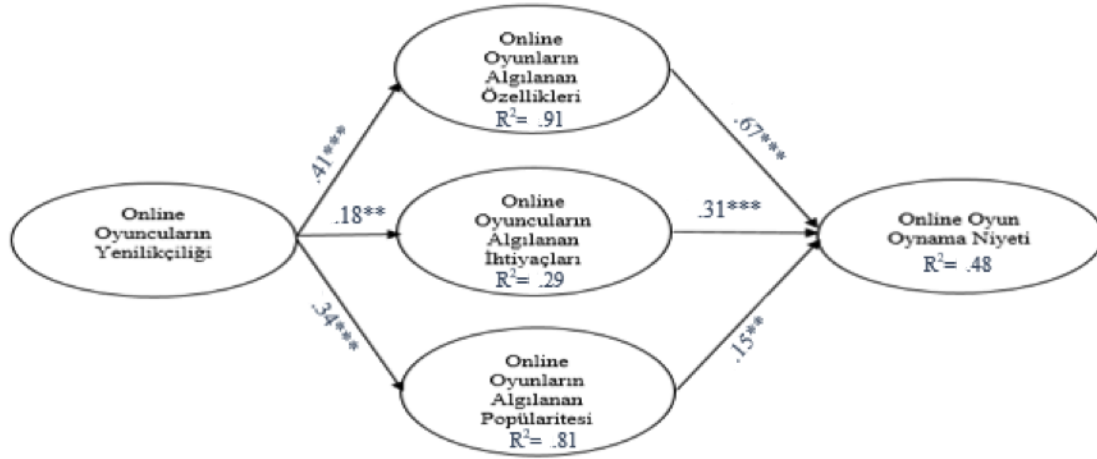 Online
Oyunların
Algılanan
Özellikleri
R²= .91
.41***
.67***
Online
Oyuncuların
Yenilikçiliği
.18**
Online
Oyuncuların
Algılanan
İhtiyaçları
R²= .29
.31***
Online Oyun
Oynama Niyeti
R²= .48
.34***
.15**
Online
Oyunların
Algılanan
Popülaritesi
R²= .81